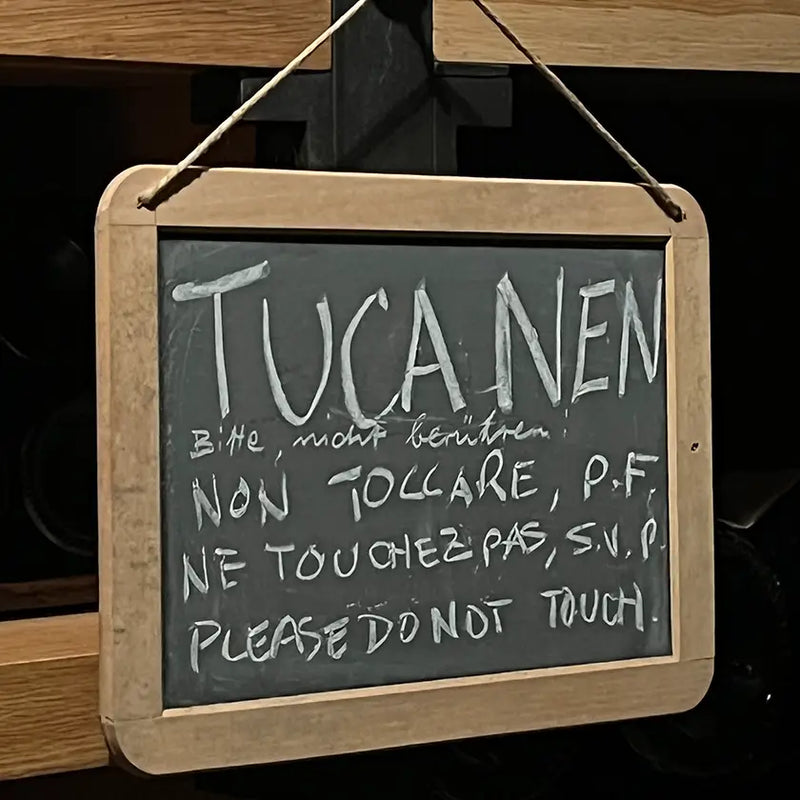 TUCA NEN
Bitte, nicht berühren!
NON TOCCARE, P.F.
NE TOUCHEZ PAS, S.V.P.
PLEASE DO NOT TOUCH.